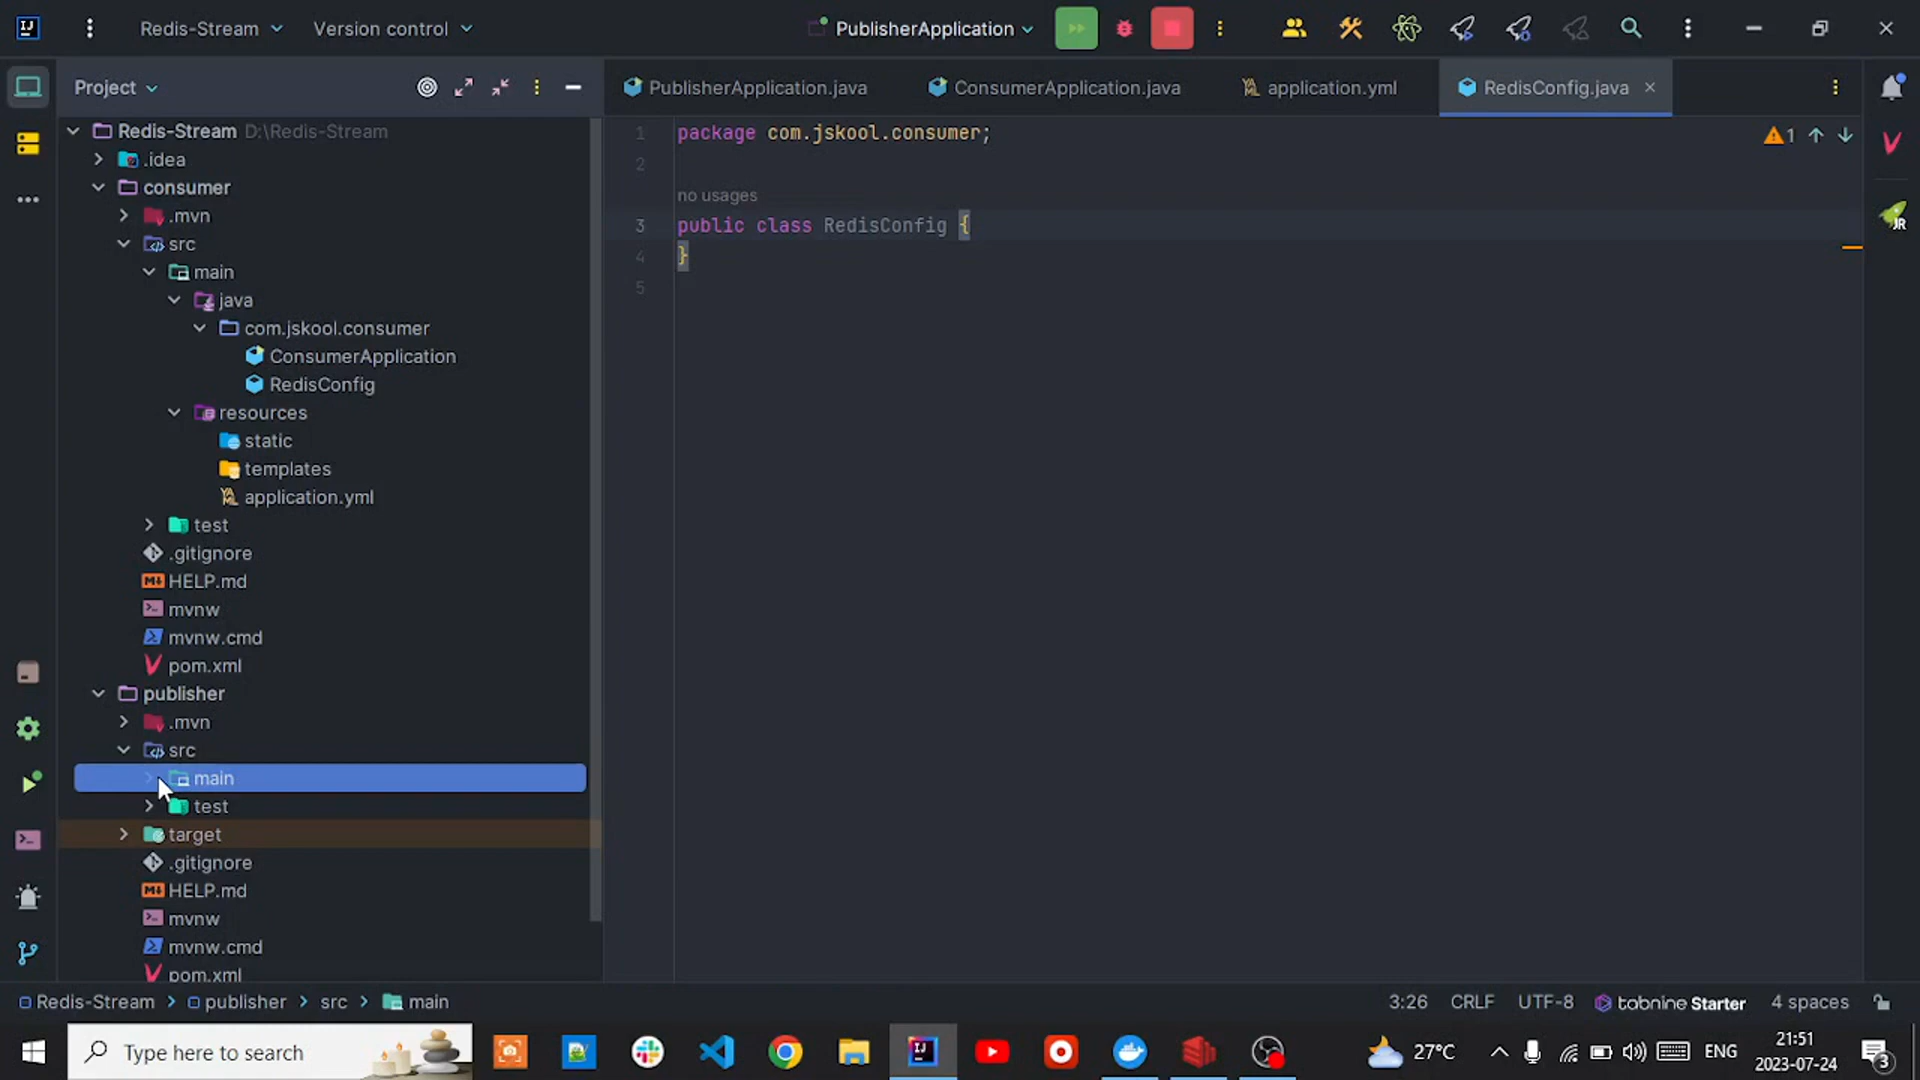 Redis-Stream
Version control
PublisherApplication
Project
PublisherApplication.java
ConsumerApplication.java
application.yml
RedisConfig.java
Redis-Stream D:\Redis-Stream
.idea
consumer
.mvn
src
main
java
com.jskool.consumer
ConsumerApplication
RedisConfig
resources
static
templates
application.yml
test
.gitignore
HELP.md
mvnw
mvnw.cmd
pom.xml
publisher
.mvn
src
main
test
target
.gitignore
HELP.md
mvnw
mvnw.cmd
pom.xml
1 package com.jskool.consumer;
1
2
no usages
3 public class RedisConfig {
4 }
5
JR
Redis-Stream > publisher > src > main
3:26 CRLF UTF-8 tabnine Starter 4 spaces
Type here to search
27°C
ENG
21:51
2023-07-24
3